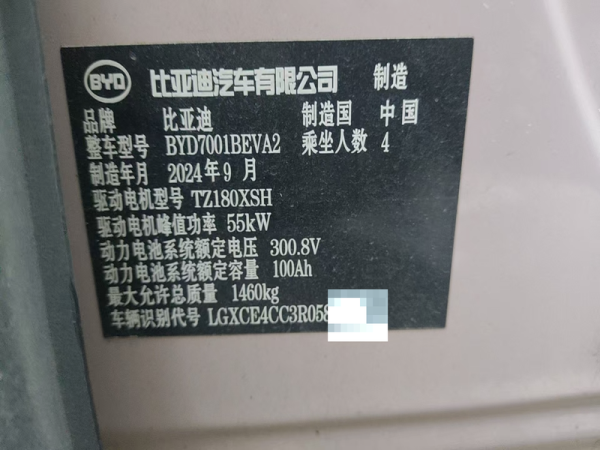 BYD 比亚迪汽车有限公司 制造
品牌 比亚迪 制造国 中国
整车型号 BYD7001BEVA2 乘坐人数 4
制造年月 2024年9月
驱动电机型号 TZ180XSH
驱动电机峰值功率 55kW
动力电池系统额定电压 300.8V
动力电池系统额定容量 100Ah
最大允许总质量 1460kg
车辆识别代号 LGXCE4CC3R058